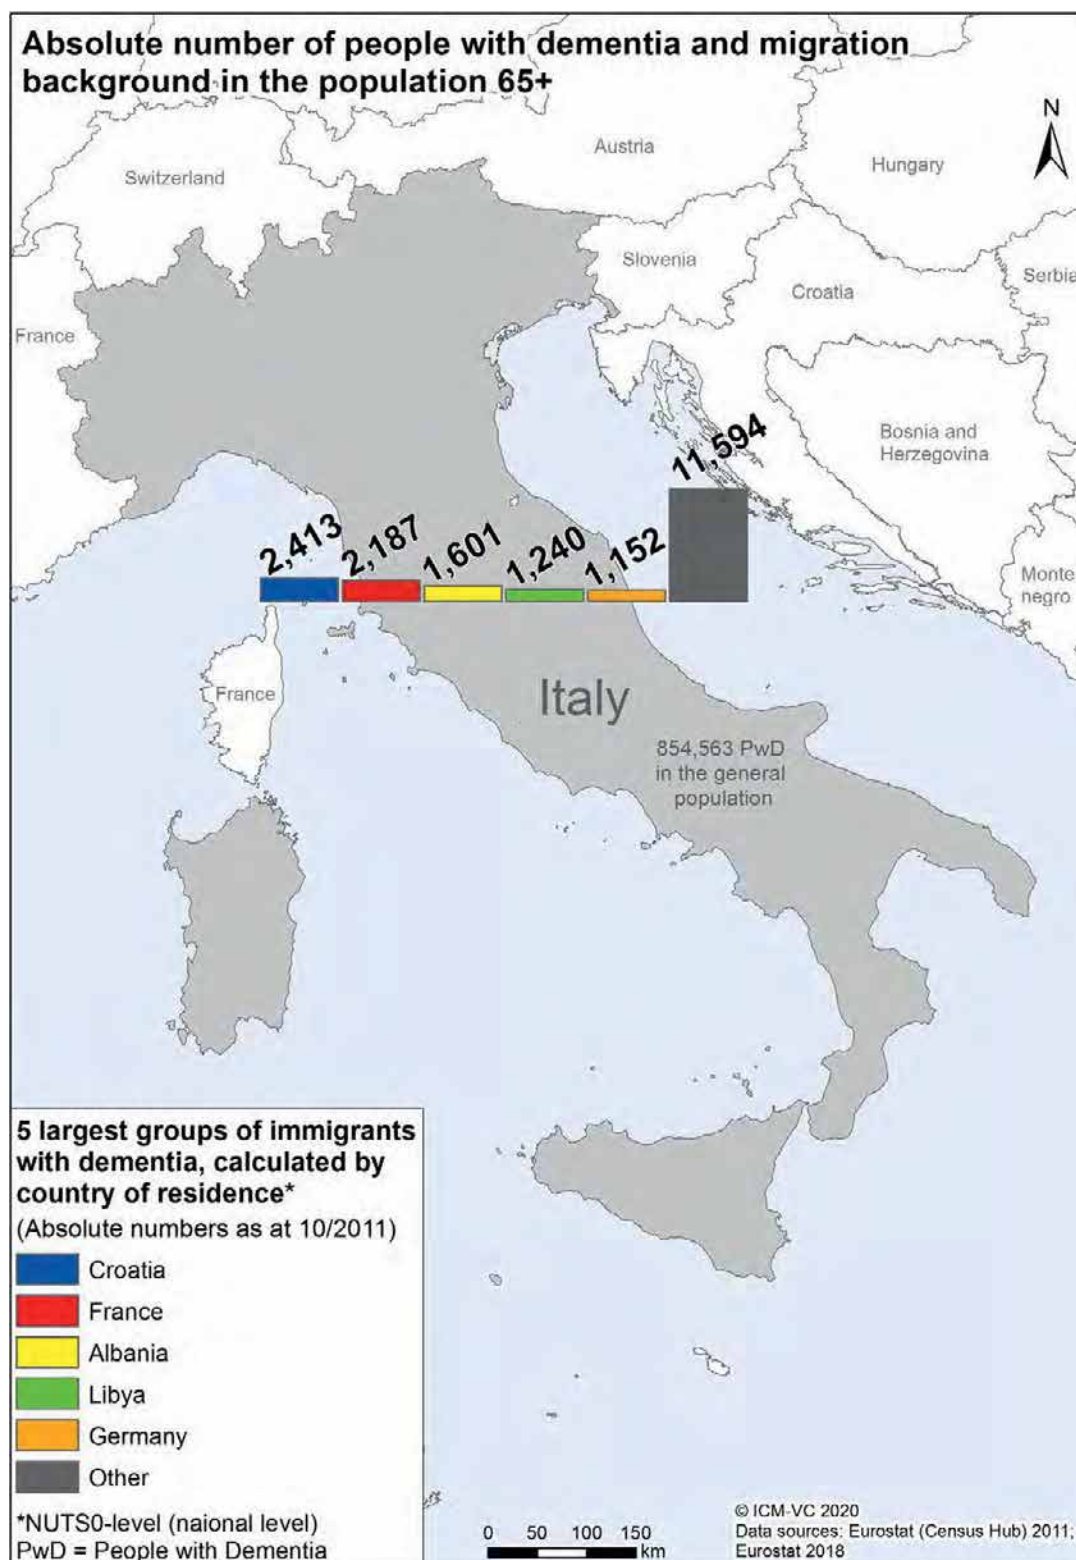 Absolute number of people with dementia and migration
background in the population 65+
N
Austria
Hungary
Switzerland
Slovenia
Serbia
Croatia
France
Bosnia and
Herzegovina
11,594
2,413
2,187
1,601
1,240
1,152
Monte
negro
Italy
France
854,563 PwD
in the general
population
5 largest groups of immigrants
with dementia, calculated by
country of residence*
(Absolute numbers as at 10/2011)
Croatia
France
Albania
Libya
Germany
Other
*NUTS0-level (naional level)
PwD = People with Dementia
0 50 100 150
km
© ICM-VC 2020
Data sources: Eurostat (Census Hub) 2011;
Eurostat 2018